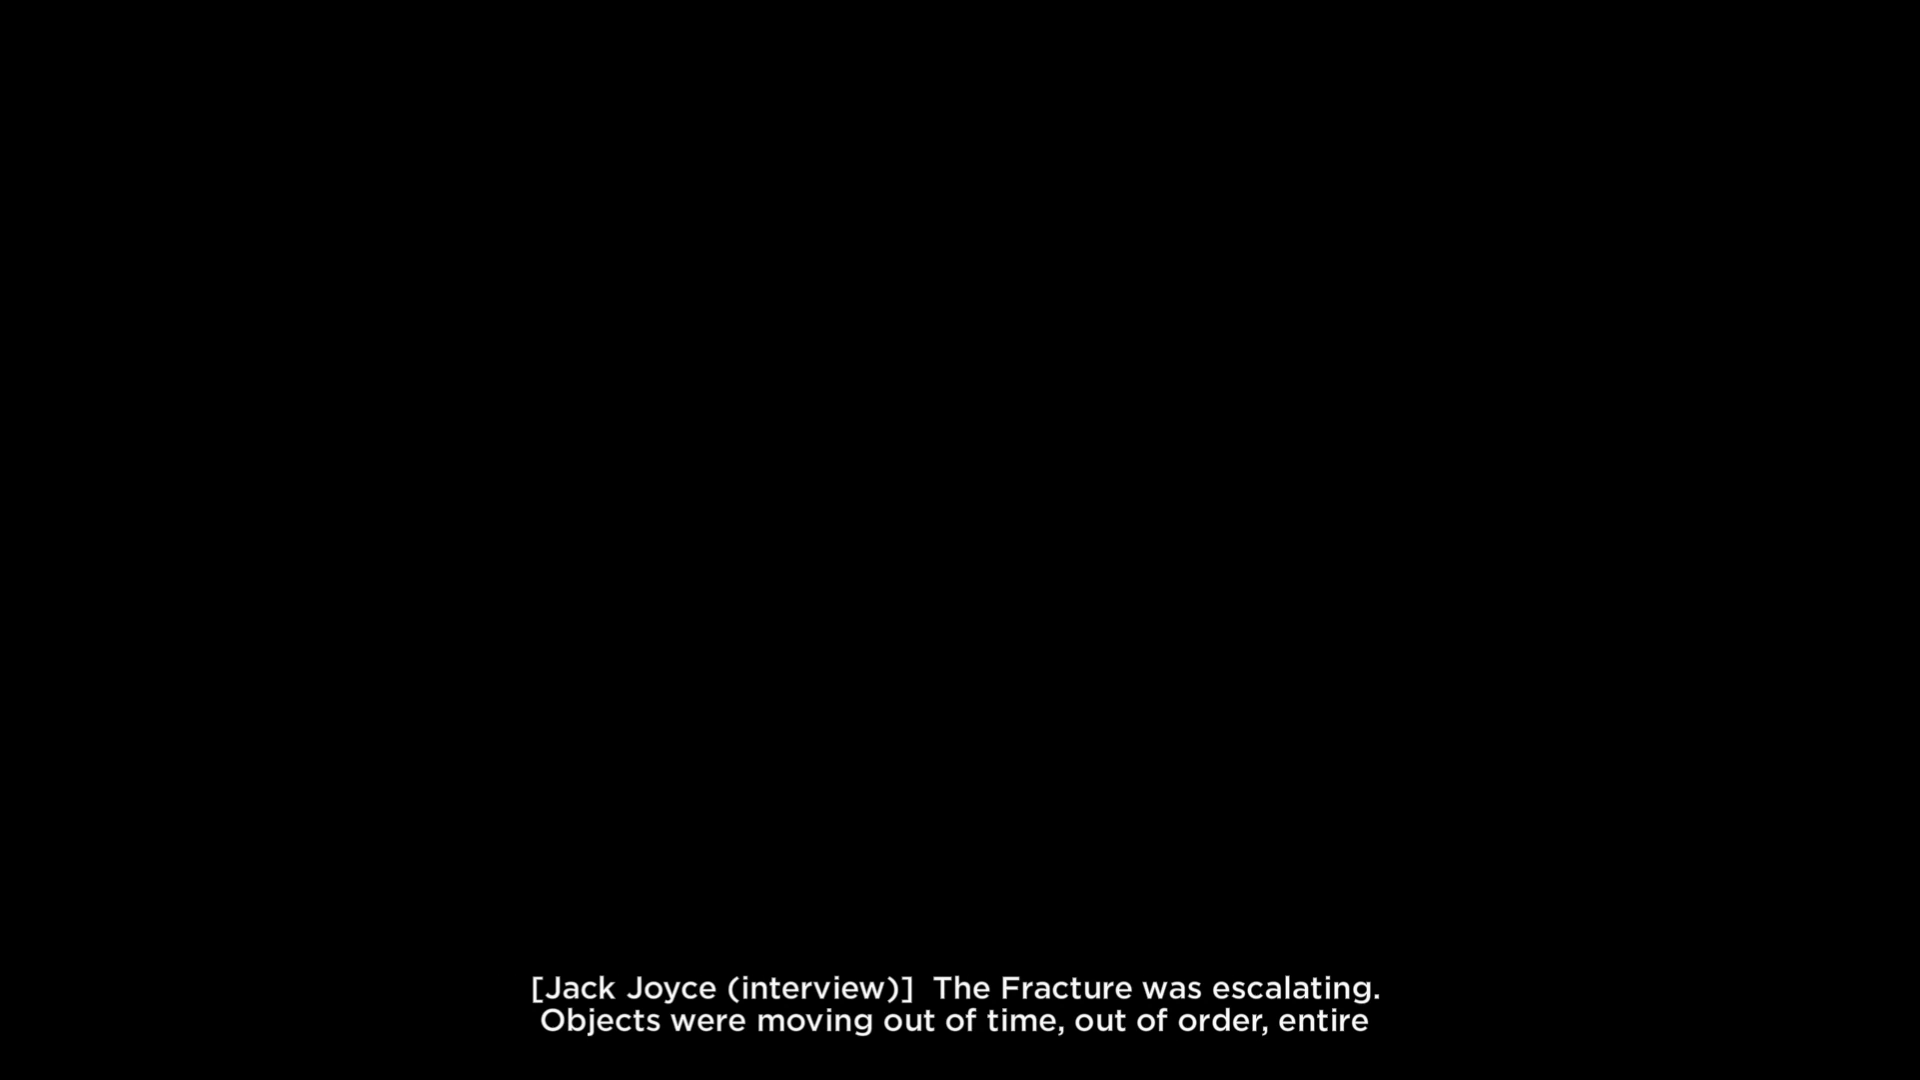 [Jack Joyce (interview)]  The Fracture was escalating.
Objects were moving out of time, out of order, entire